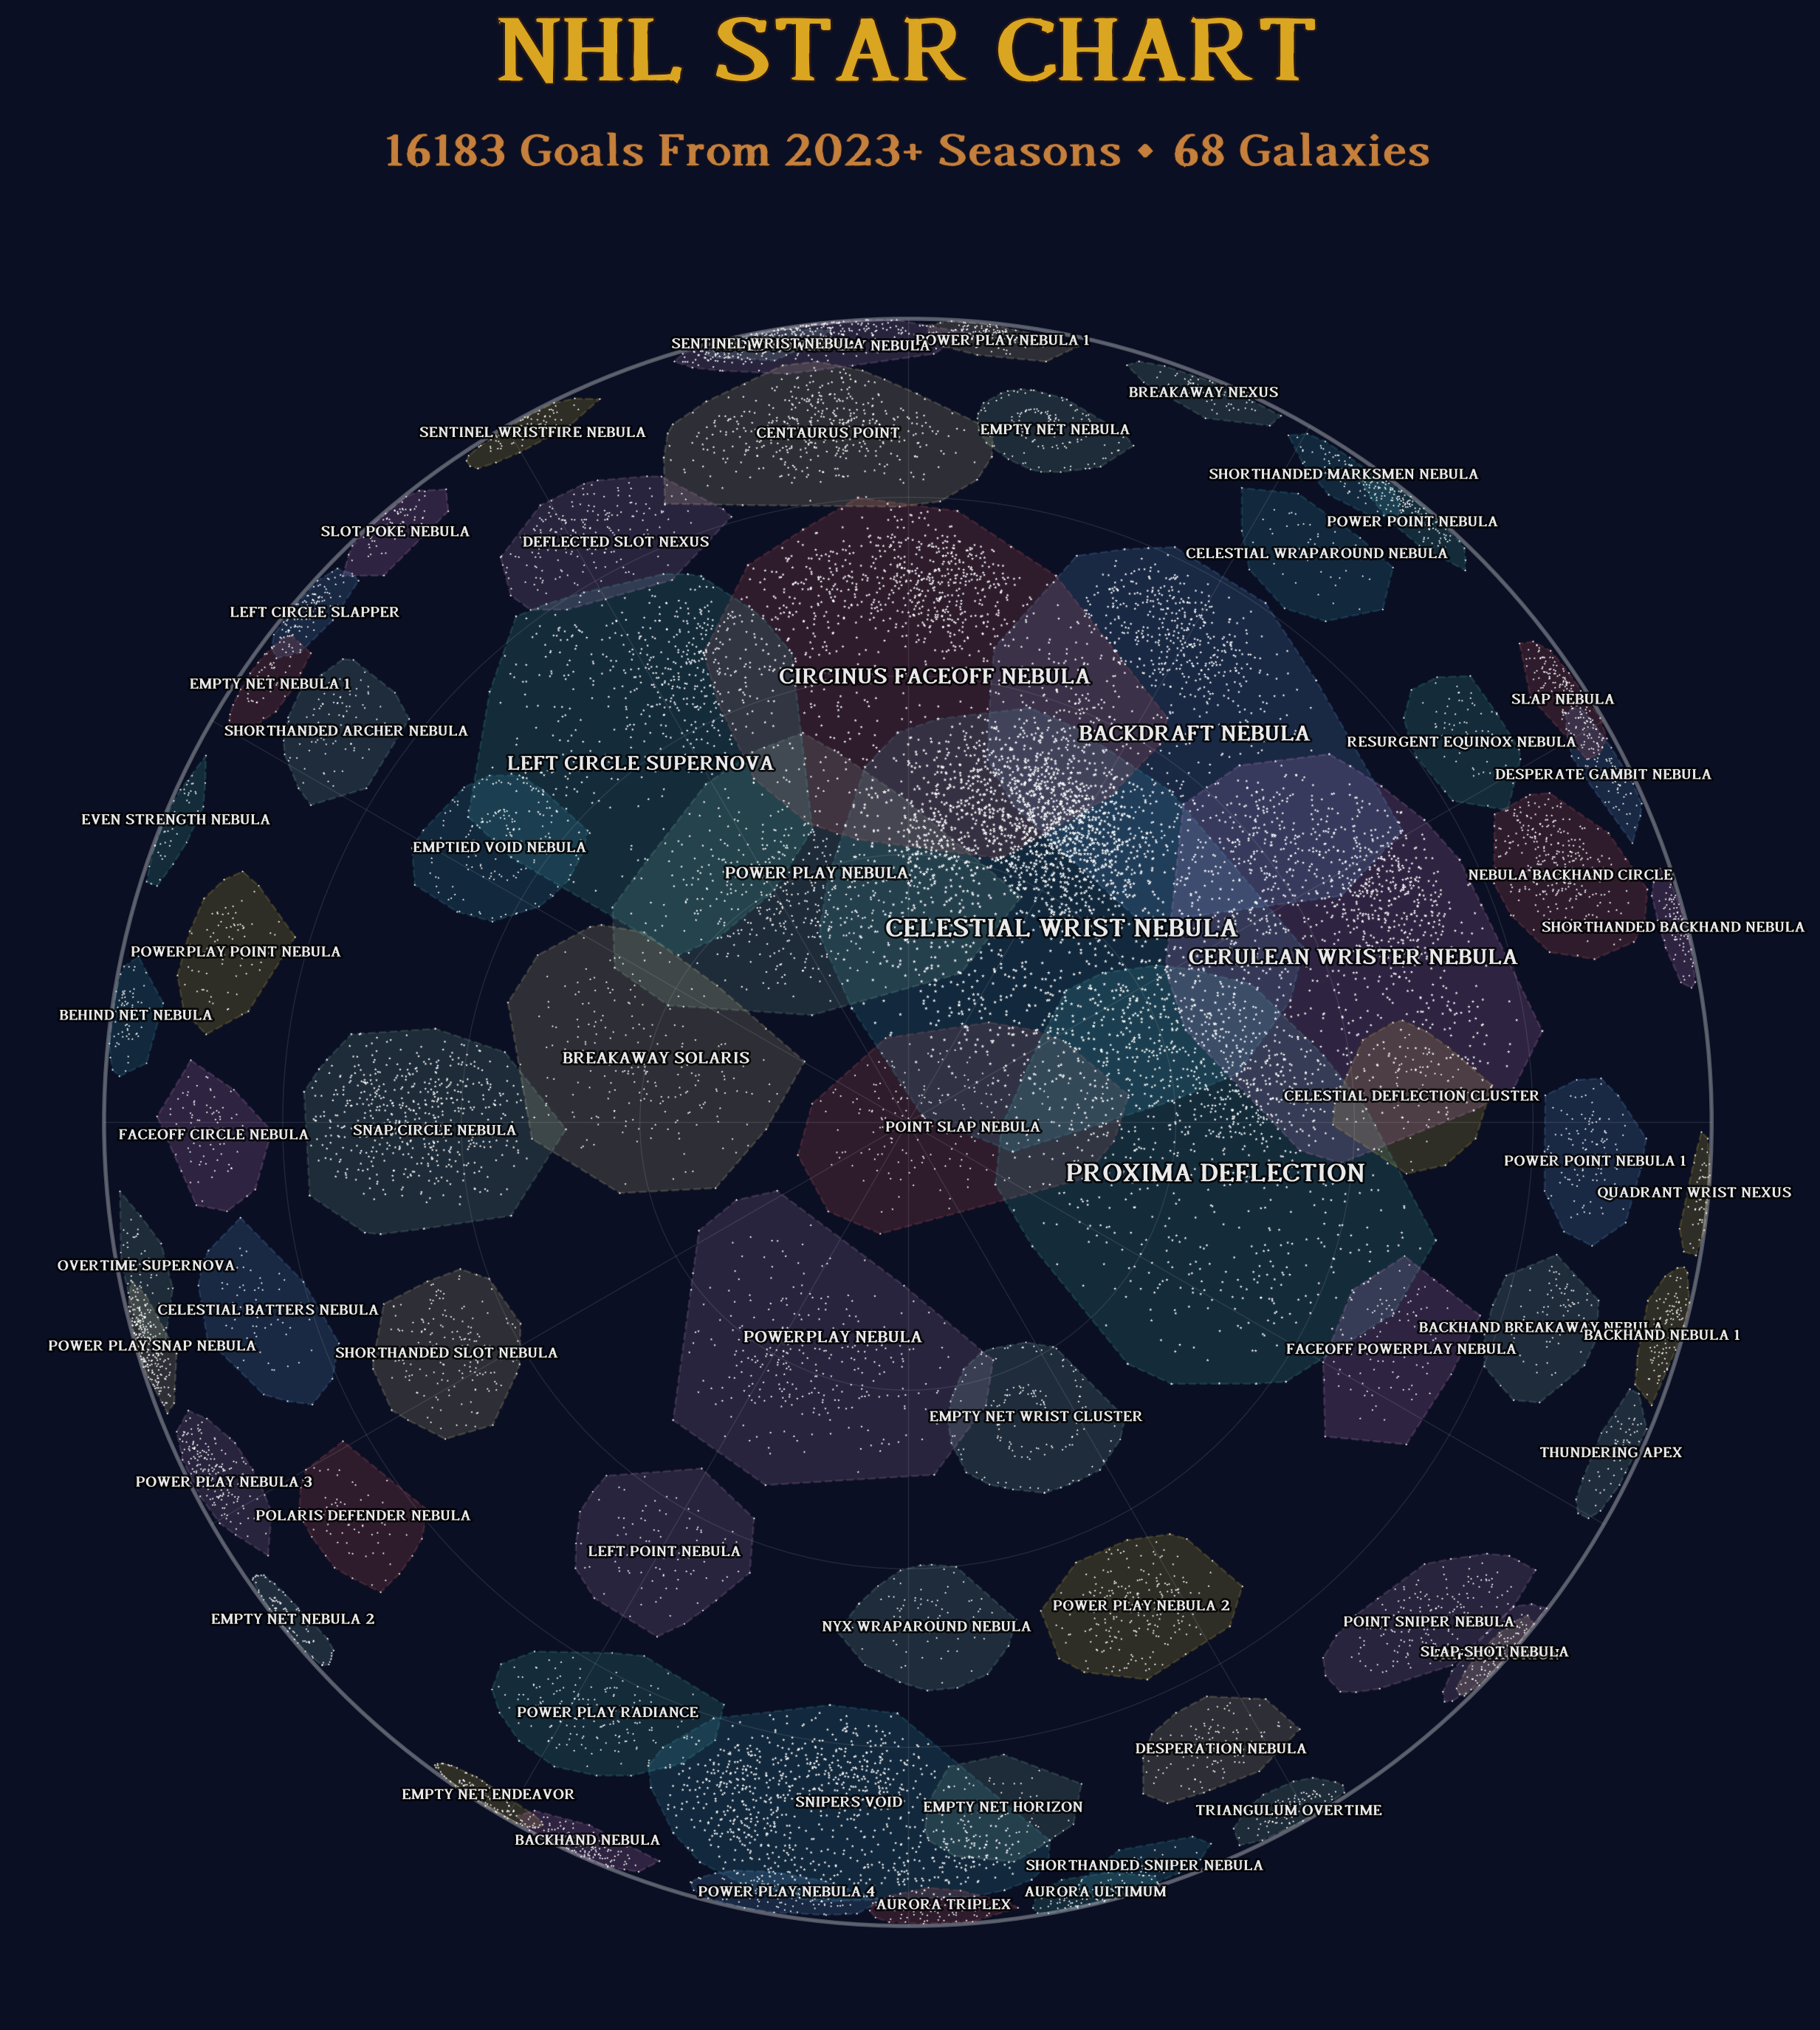 NHL STAR CHART
16183 Goals From 2023+ Seasons • 68 Galaxies
SENTINEL WRIST NEBULA
NEBULA
POWER PLAY NEBULA 1
BREAKAWAY NEXUS
SENTINEL WRISTFIRE NEBULA
CENTAURUS POINT
EMPTY NET NEBULA
SHORTHANDED MARKSMEN NEBULA
POWER POINT NEBULA
SLOT POKE NEBULA
DEFLECTED SLOT NEXUS
CELESTIAL WRAPAROUND NEBULA
LEFT CIRCLE SLAPPER
EMPTY NET NEBULA 1
CIRCINUS FACEOFF NEBULA
SLAP NEBULA
SHORTHANDED ARCHER NEBULA
BACKDRAFT NEBULA
RESURGENT EQUINOX NEBULA
LEFT CIRCLE SUPERNOVA
DESPERATE GAMBIT NEBULA
EVEN STRENGTH NEBULA
EMPTIED VOID NEBULA
POWER PLAY NEBULA
NEBULA BACKHAND CIRCLE
CELESTIAL WRIST NEBULA
SHORTHANDED BACKHAND NEBULA
POWERPLAY POINT NEBULA
CERULEAN WRISTER NEBULA
BEHIND NET NEBULA
BREAKAWAY SOLARIS
CELESTIAL DEFLECTION CLUSTER
FACEOFF CIRCLE NEBULA
SNAP CIRCLE NEBULA
POINT SLAP NEBULA
POWER POINT NEBULA 1
PROXIMA DEFLECTION
QUADRANT WRIST NEXUS
OVERTIME SUPERNOVA
CELESTIAL BATTERS NEBULA
BACKHAND BREAKAWAY NEBULA
BACKHAND NEBULA 1
POWERPLAY NEBULA
POWER PLAY SNAP NEBULA
SHORTHANDED SLOT NEBULA
FACEOFF POWERPLAY NEBULA
EMPTY NET WRIST CLUSTER
THUNDERING APEX
POWER PLAY NEBULA 3
POLARIS DEFENDER NEBULA
LEFT POINT NEBULA
POWER PLAY NEBULA 2
EMPTY NET NEBULA 2
NYX WRAPAROUND NEBULA
POINT SNIPER NEBULA
SLAP SHOT NEBULA
POWER PLAY RADIANCE
DESPERATION NEBULA
EMPTY NET ENDEAVOR
SNIPERS VOID
EMPTY NET HORIZON
TRIANGULUM OVERTIME
BACKHAND NEBULA
SHORTHANDED SNIPER NEBULA
POWER PLAY NEBULA 4
AURORA ULTIMUM
AURORA TRIPLEX